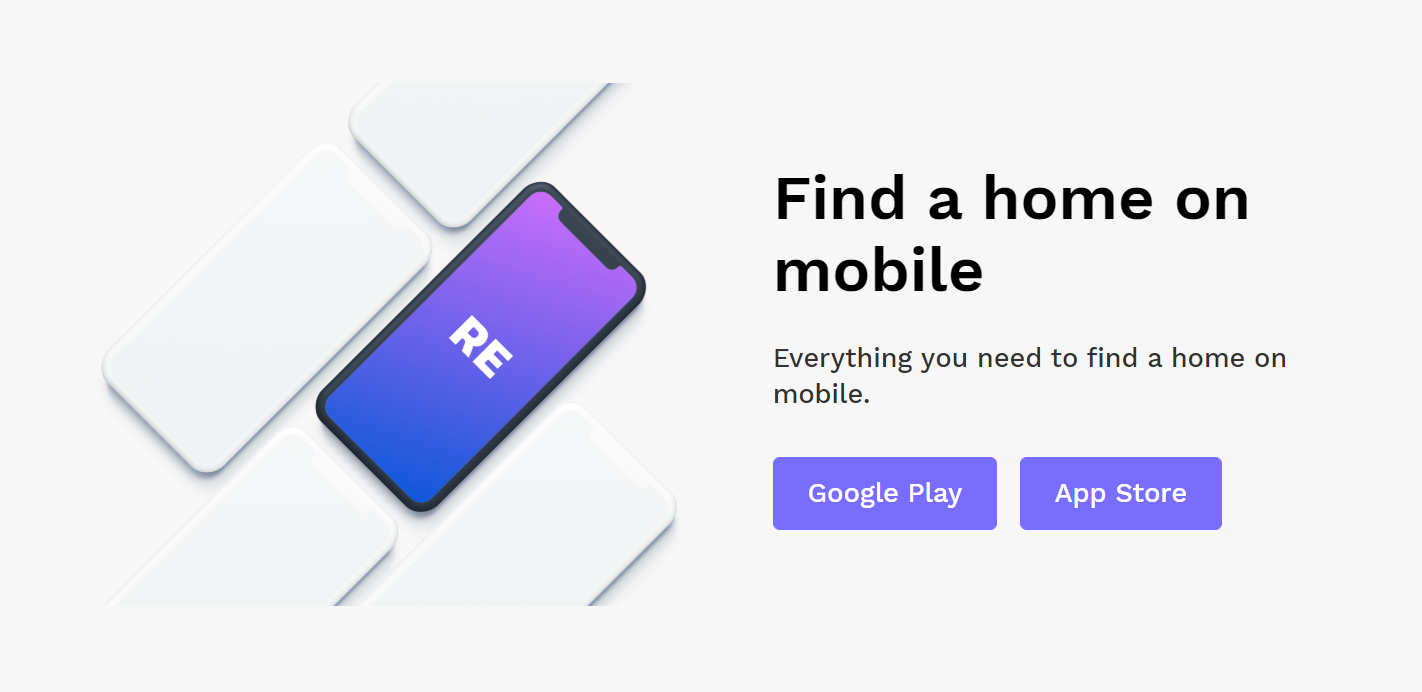 RE
Find a home on
mobile
Everything you need to find a home on
mobile.
Google Play
App Store